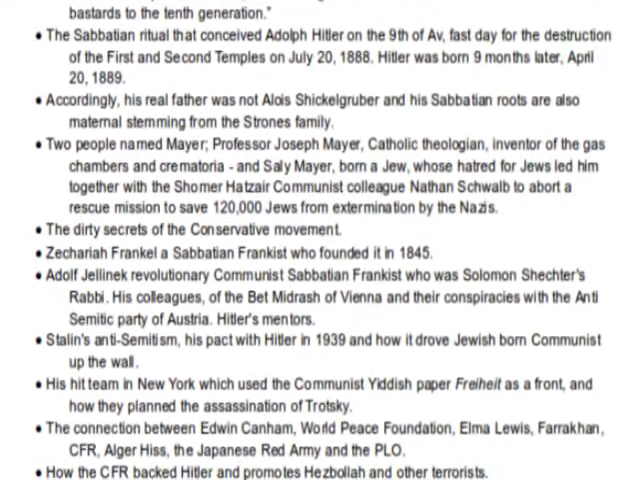 bastards to the tenth generation."
• The Sabbatian ritual that conceived Adolph Hitler on the 9th of Av, fast day for the destruction
of the First and Second Temples on July 20, 1888. Hitler was born 9 months later, April
20, 1889.
• Accordingly, his real father was not Alois Shickelgruber and his Sabbatian roots are also
maternal stemming from the Strones family.
• Two people named Mayer; Professor Joseph Mayer, Catholic theologian, inventor of the gas
chambers and crematoria - and Saly Mayer, born a Jew, whose hatred for Jews led him
together with the Shomer Hatzair Communist colleague Nathan Schwalb to abort a
rescue mission to save 120,000 Jews from extermination by the Nazis.
• The dirty secrets of the Conservative movement.
• Zechariah Frankel a Sabbatian Frankist who founded it in 1845.
• Adolf Jellinek revolutionary Communist Sabbatian Frankist who was Solomon Shechter's
Rabbi. His colleagues, of the Bet Midrash of Vienna and their conspiracies with the Anti
Semitic party of Austria. Hitler's mentors.
• Stalin's anti-Semitism, his pact with Hitler in 1939 and how it drove Jewish born Communist
up the wall.
• His hit team in New York which used the Communist Yiddish paper Freiheit as a front, and
how they planned the assassination of Trotsky.
• The connection between Edwin Canham, World Peace Foundation, Elma Lewis, Farrakhan,
CFR, Alger Hiss, the Japanese Red Army and the PLO.
• How the CFR backed Hitler and promotes Hezbollah and other terrorists.